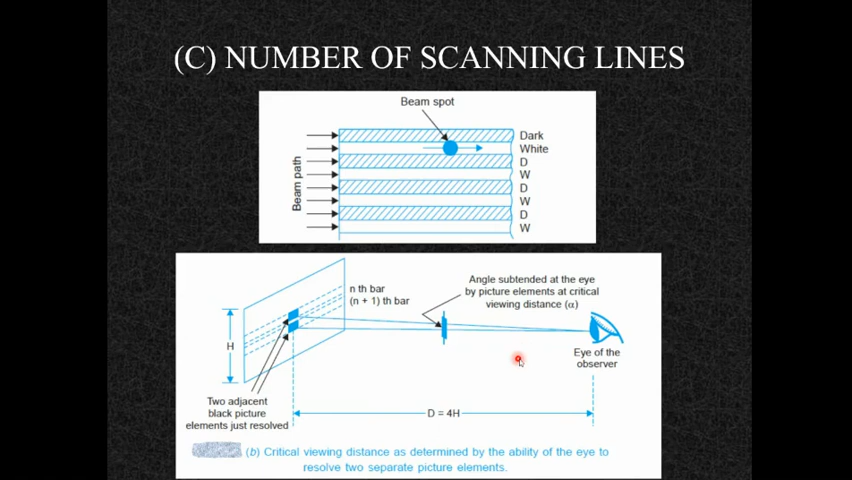 (C) NUMBER OF SCANNING LINES
Beam spot
Beam path
Dark
White
D
W
D
W
D
W
n th bar
(n + 1) th bar
Angle subtended at the eye
by picture elements at critical
viewing distance (α)
H
Eye of the
observer
Two adjacent
black picture
elements just resolved
D = 4H
(b) Critical viewing distance as determined by the ability of the eye to
resolve two separate picture elements.